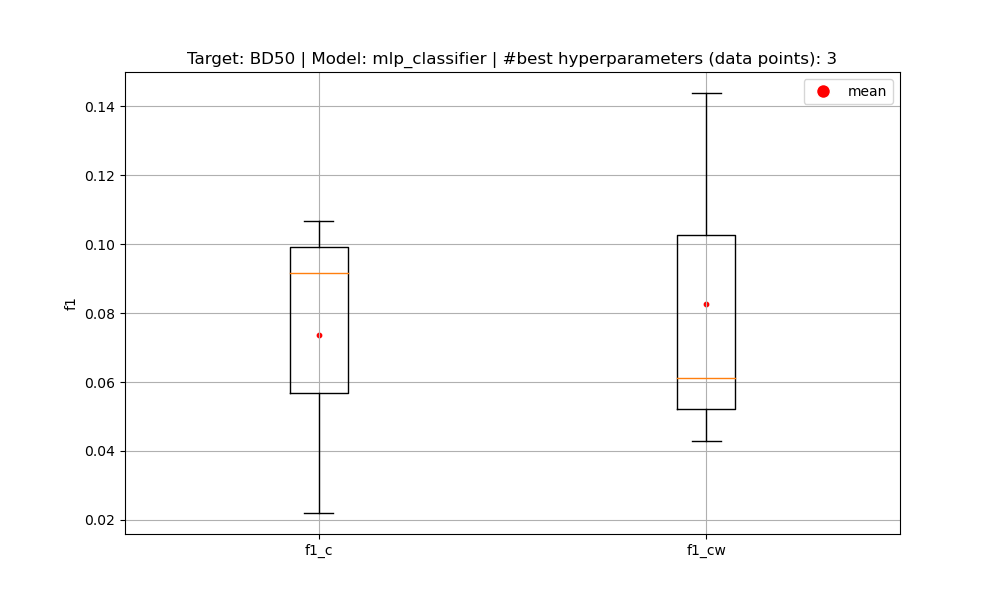 Target: BD50 | Model: mlp_classifier | #best hyperparameters (data points): 3
mean
0.14
0.12
0.10
0.08
0.06
0.04
0.02
f1
f1_c
f1_cw